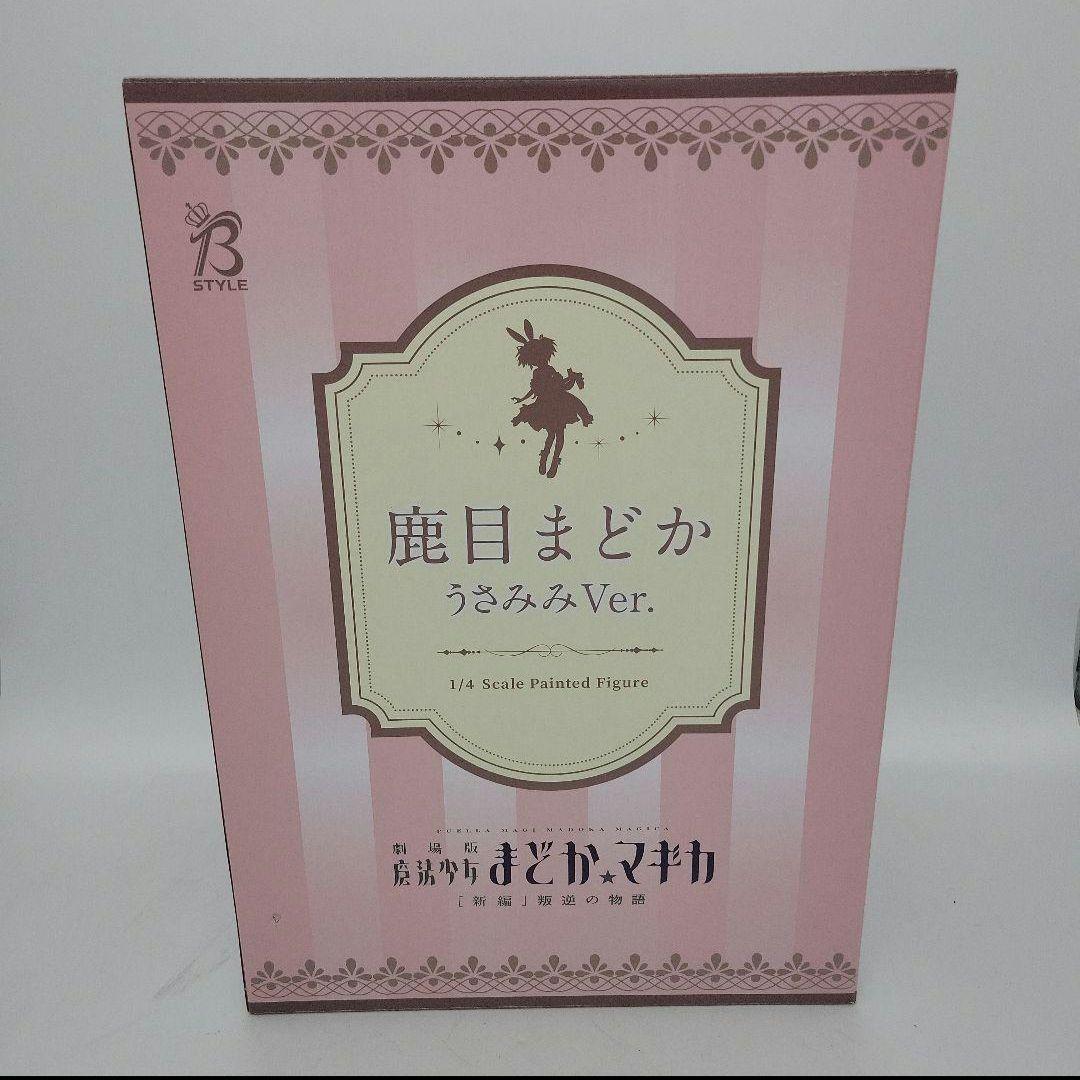 B
STYLE
鹿目まどか
うさみみVer.
1/4 Scale Painted Figure
PUELLA MAGI MADOKA MAGICA
劇場版
魔法少女まどか★マギカ
[新編]叛逆の物語